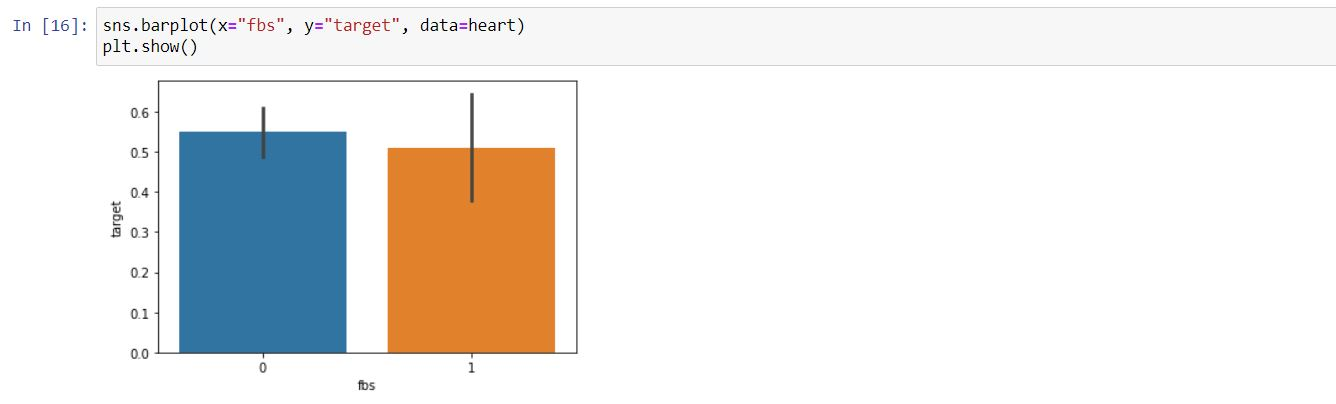 In [16]: sns.barplot(x="fbs", y="target", data=heart)
plt.show()
0.6
0.5
0.4
0.3
0.2
0.1
0.0
target
0 1
fbs